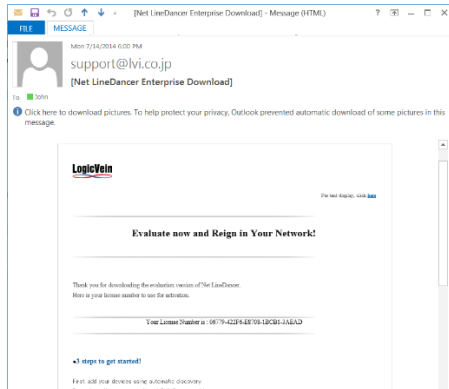 [Net LineDancer Enterprise Download] - Message (HTML)
FILE MESSAGE
Mon 7/14/2014 6:00 PM
support@lvi.co.jp
[Net LineDancer Enterprise Download]
To John
Click here to download pictures. To help protect your privacy, Outlook prevented automatic download of some pictures in this
message.
LogicVein
For text display, click here
Evaluate now and Reign in Your Network!
Thank you for downloading the evaluation version of Net LineDancer.
Here is your license number to use for activation.
Your License Number is :
•3 steps to get started!
First add your devices using automatic discovery